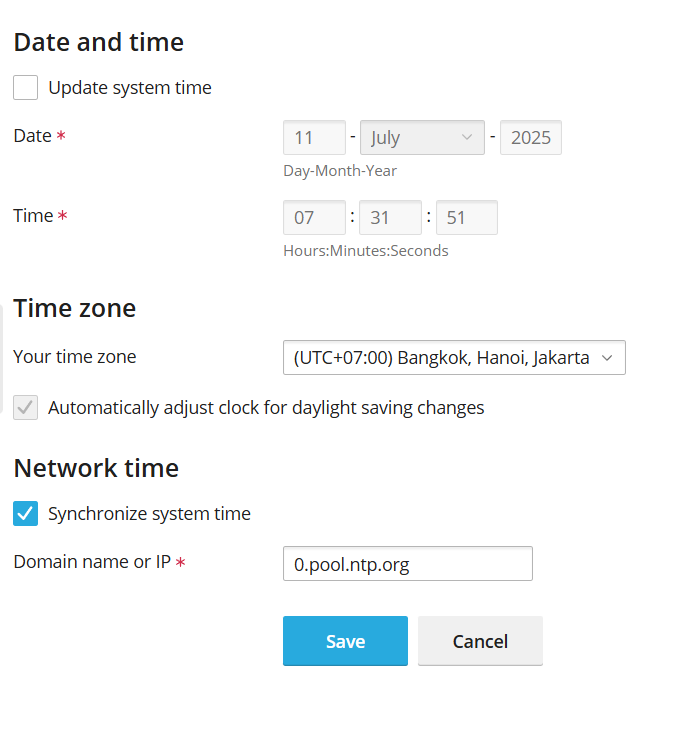 Date and time
Update system time
Date *
11 - July - 2025
Day-Month-Year
Time *
07 : 31 : 51
Hours:Minutes:Seconds
Time zone
Your time zone
(UTC+07:00) Bangkok, Hanoi, Jakarta
Automatically adjust clock for daylight saving changes
Network time
Synchronize system time
Domain name or IP *
0.pool.ntp.org
Save
Cancel